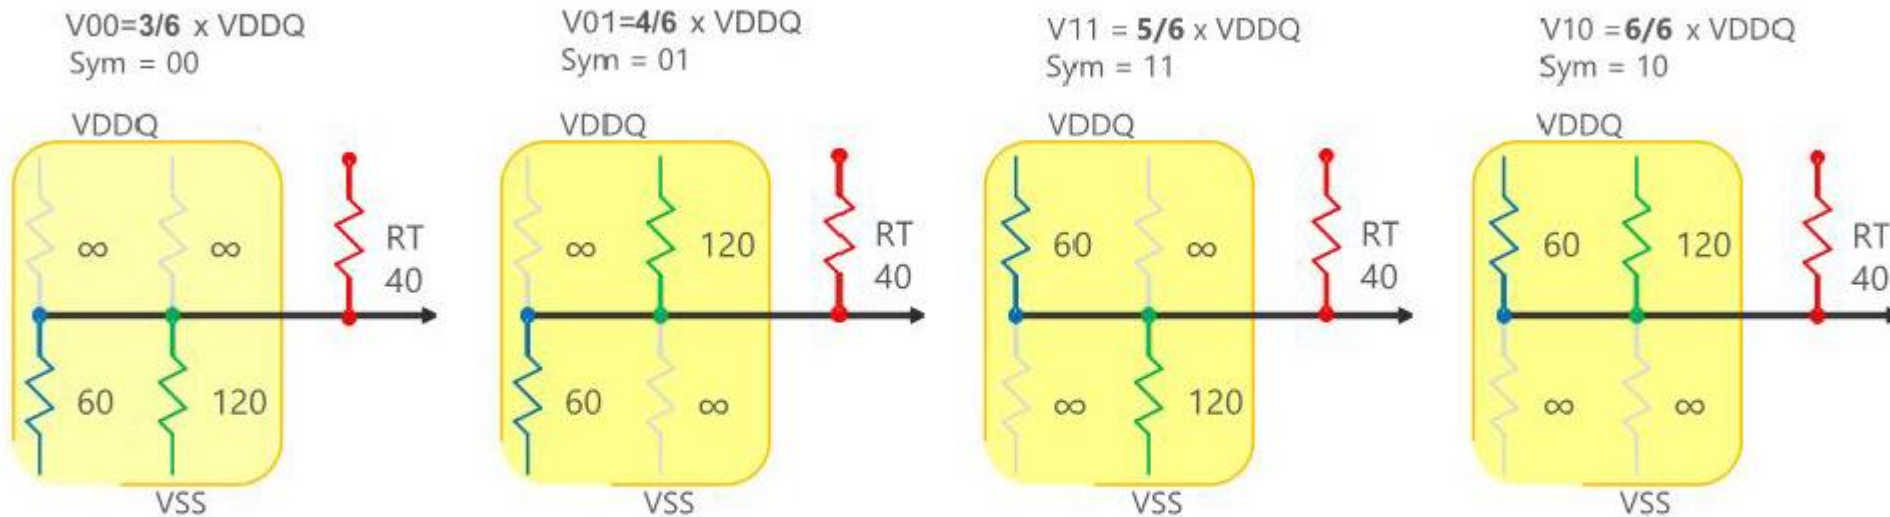 V00=3/6 x VDDQ
Sym = 00
VDDQ
∞
∞
RT
40
60
120
VSS
V01=4/6 x VDDQ
Sym = 01
VDDQ
∞
120
RT
40
60
∞
VSS
V11 = 5/6 x VDDQ
Sym = 11
VDDQ
60
∞
RT
40
∞
120
VSS
V10 =6/6 x VDDQ
Sym = 10
VDDQ
60
120
RT
40
∞
∞
VSS